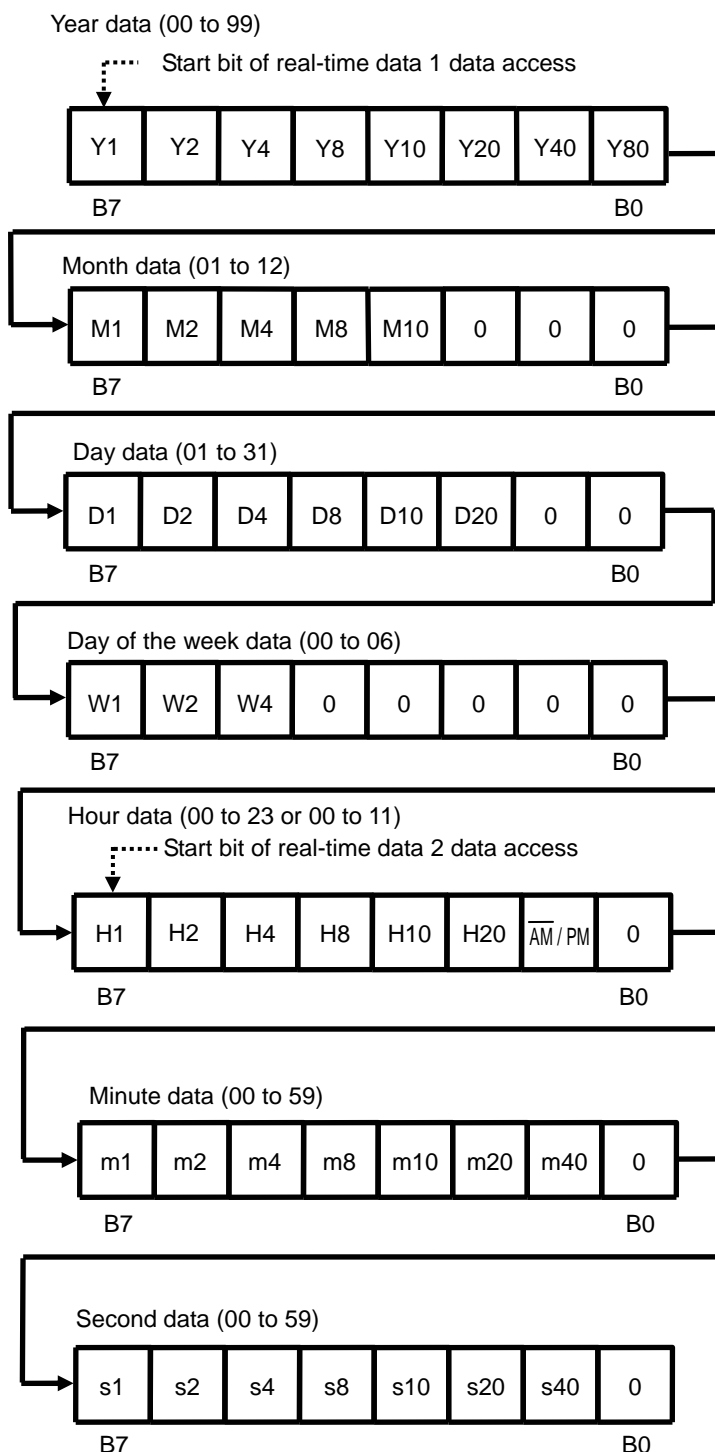 Year data (00 to 99)
Start bit of real-time data 1 data access
Y1 Y2 Y4 Y8 Y10 Y20 Y40 Y80
B7 B0
Month data (01 to 12)
M1 M2 M4 M8 M10 0 0 0
B7 B0
Day data (01 to 31)
D1 D2 D4 D8 D10 D20 0 0
B7 B0
Day of the week data (00 to 06)
W1 W2 W4 0 0 0 0 0
B7 B0
Hour data (00 to 23 or 00 to 11)
Start bit of real-time data 2 data access
H1 H2 H4 H8 H10 H20 A̅M̅ / PM 0
B7 B0
Minute data (00 to 59)
m1 m2 m4 m8 m10 m20 m40 0
B7 B0
Second data (00 to 59)
s1 s2 s4 s8 s10 s20 s40 0
B7 B0